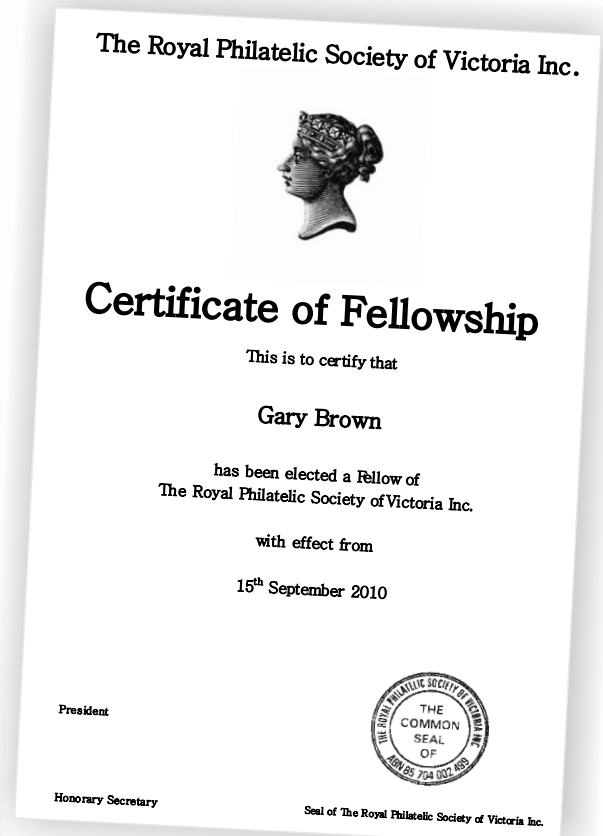 The Royal Philatelic Society of Victoria Inc.
Certificate of Fellowship
This is to certify that
Gary Brown
has been elected a Fellow of
The Royal Philatelic Society of Victoria Inc.
with effect from
15th September 2010
President
THE ROYAL PHILATELIC SOCIETY OF VICTORIA INC
THE
COMMON
SEAL
OF
ABN 85 704 002 499
Honorary Secretary
Seal of The Royal Philatelic Society of Victoria Inc.